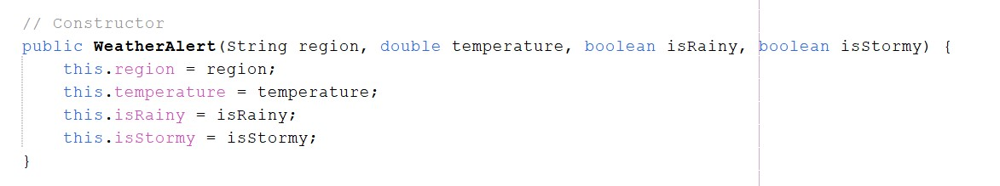 // Constructor
public WeatherAlert(String region, double temperature, boolean isRainy, boolean isStormy) {
    this.region = region;
    this.temperature = temperature;
    this.isRainy = isRainy;
    this.isStormy = isStormy;
}